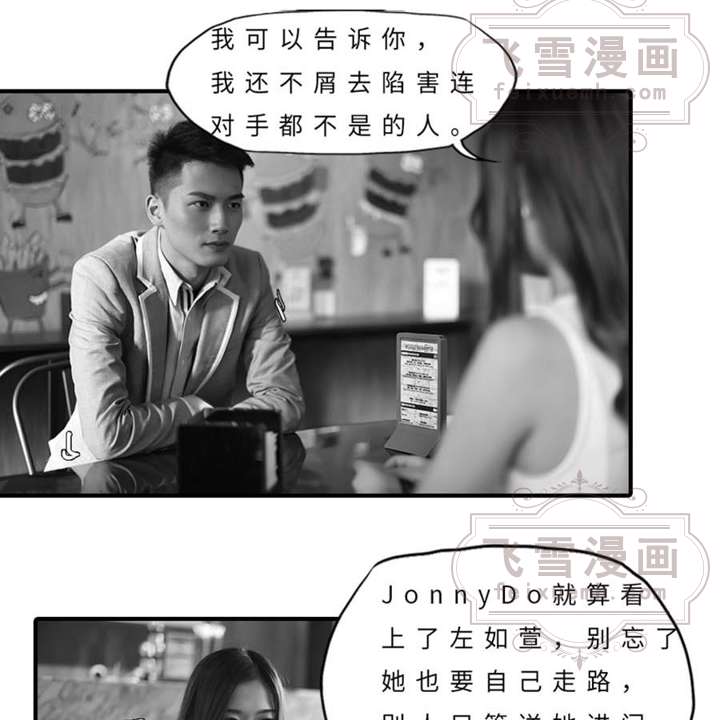 我可以告诉你，
我还不屑去陷害连
对手都不是的人。
飞雪漫画
feixuemh.com
飞雪漫画
feixuemh.com
JonnyDo就算看
上了左如萱，别忘了
她也要自己走路，